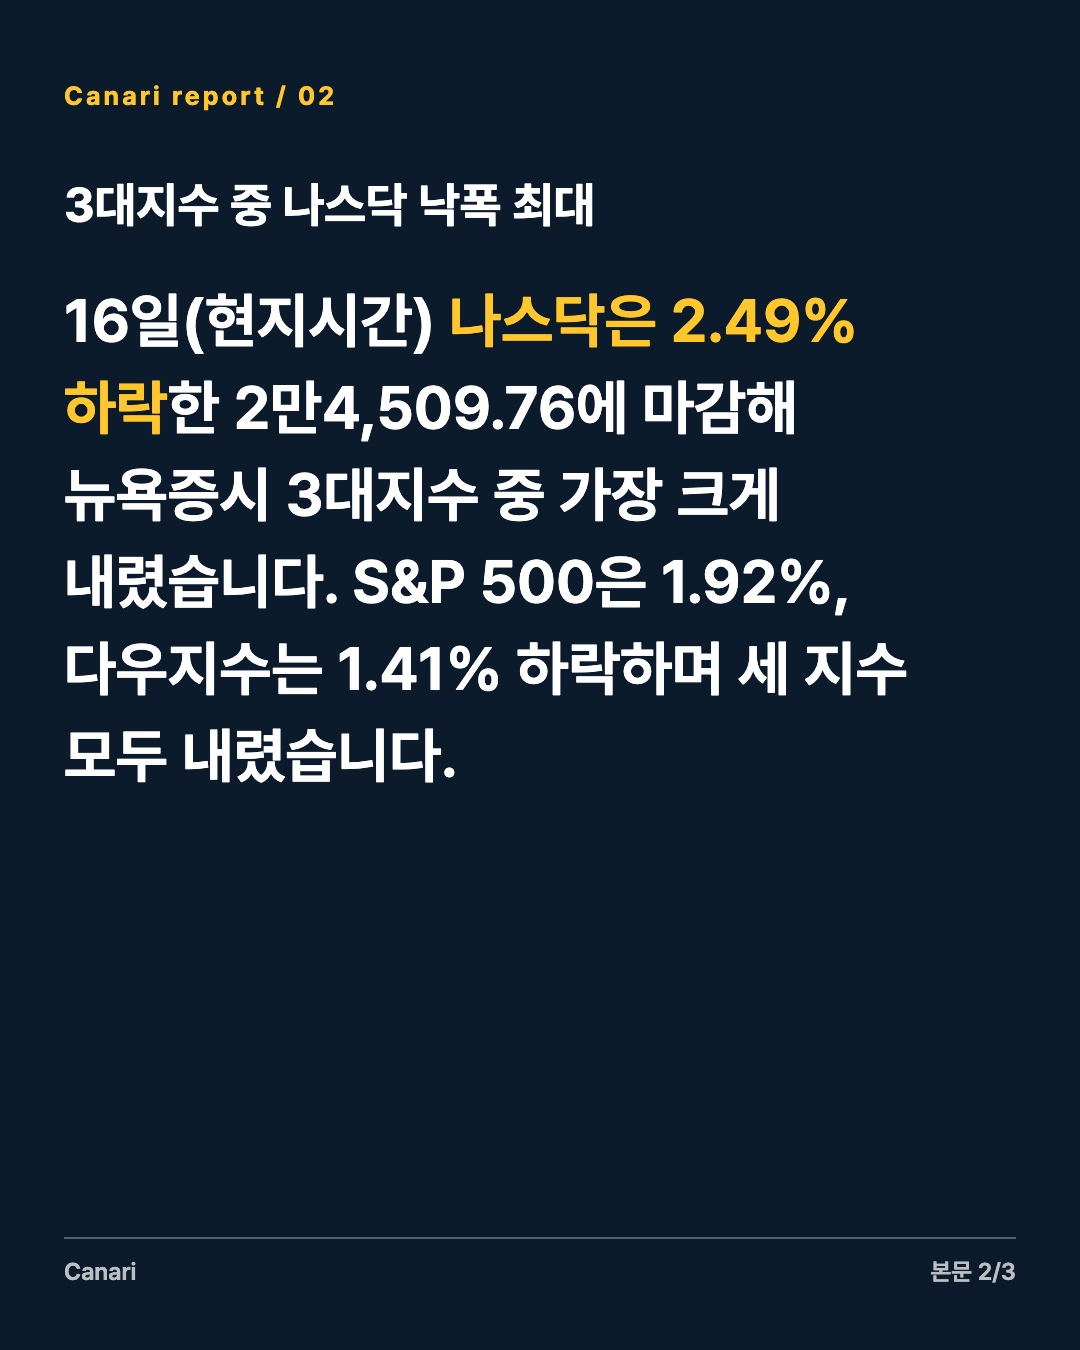 Canari report / 02
3대지수 중 나스닥 낙폭 최대
16일(현지시간) 나스닥은 2.49%
하락한 2만4,509.76에 마감해
뉴욕증시 3대지수 중 가장 크게
내렸습니다. S&P 500은 1.92%,
다우지수는 1.41% 하락하며 세 지수
모두 내렸습니다.
Canari
본문 2/3